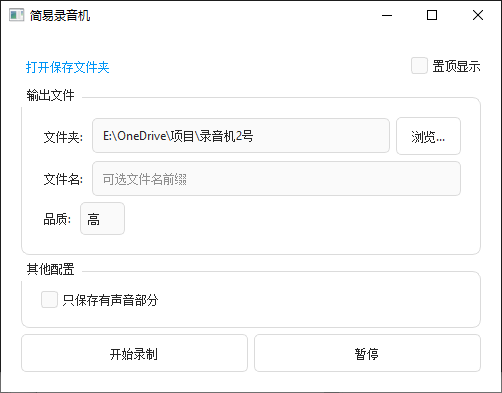 简易录音机
打开保存文件夹
置顶显示
输出文件
文件夹:
E:\OneDrive\项目\录音机2号
浏览...
文件名:
可选文件名前缀
品质:
高
其他配置
只保存有声音部分
开始录制
暂停